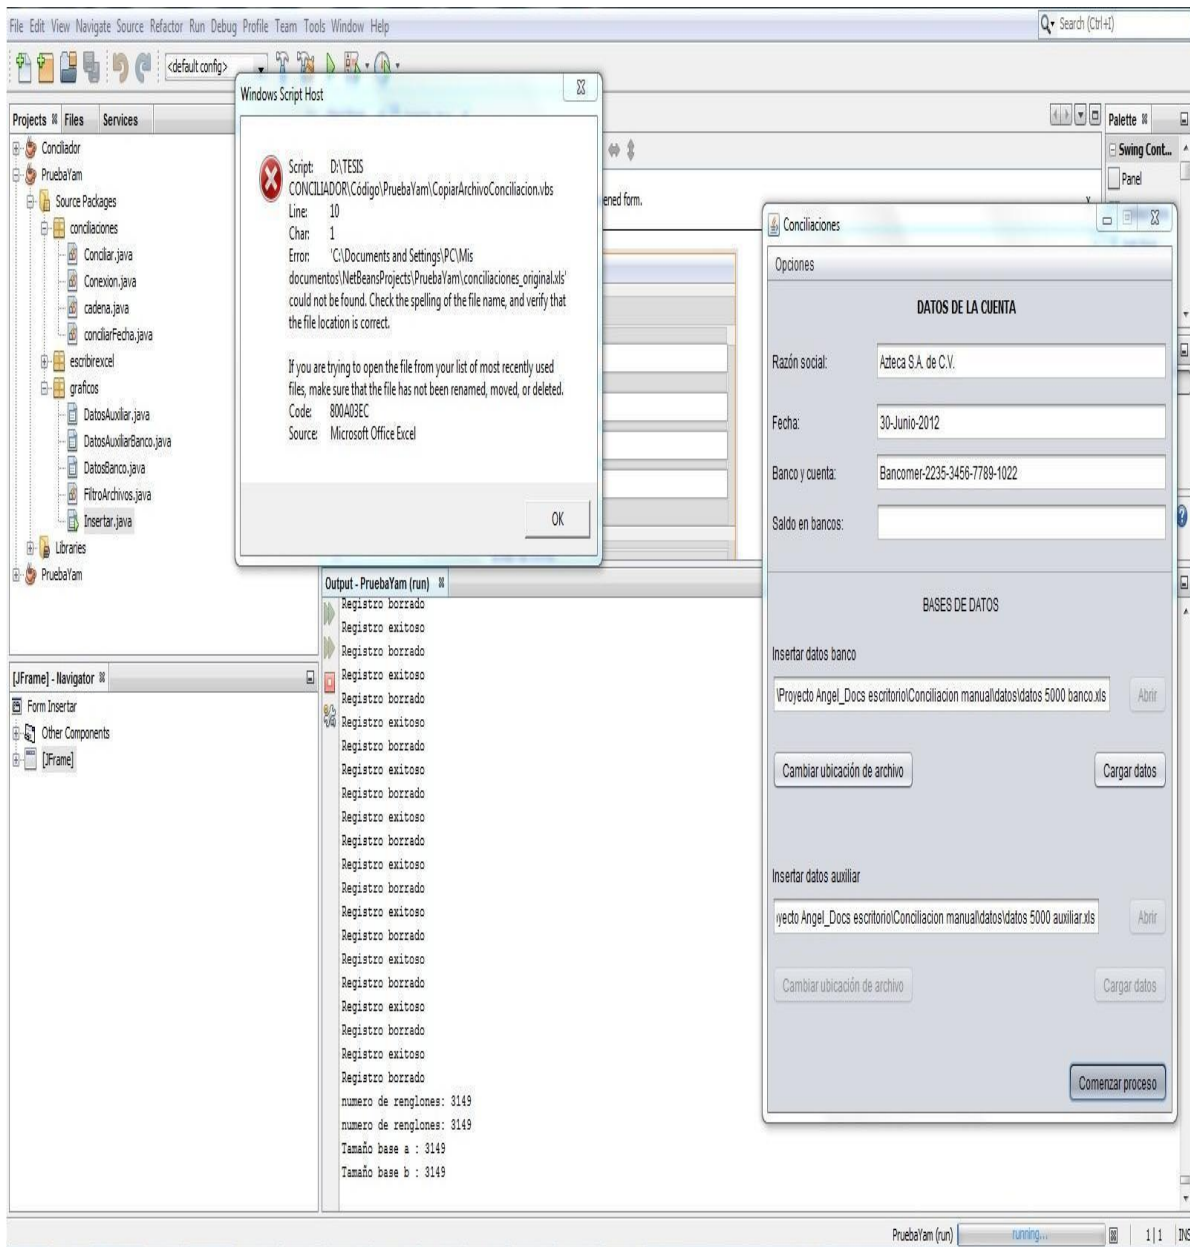 File Edit View Navigate Source Refactor Run Debug Profile Team Tools Window Help
Search (Ctrl+I)
<default config>
Projects Files Services
Conciliador
PruebaYam
Source Packages
conciliaciones
Conciliar.java
Conexion.java
cadena.java
conciliarFecha.java
escribirexcel
graficos
DatosAuxiliar.java
DatosAuxiliarBanco.java
DatosBanco.java
FiltroArchivos.java
Insertar.java
Libraries
PruebaYam
Windows Script Host
Script: D:\TESIS
CONCILIADOR\Código\PruebaYam\CopiarArchivoConciliacion.vbs
Line: 10
Char: 1
Error: 'C:\Documents and Settings\PC\Mis
documentos\NetBeansProjects\PruebaYam\conciliaciones_original.xls'
could not be found. Check the spelling of the file name, and verify that
the file location is correct.
If you are trying to open the file from your list of most recently used
files, make sure that the file has not been renamed, moved, or deleted.
Code: 800A03EC
Source: Microsoft Office Excel
OK
ened form.
x
Palette
Swing Cont...
Panel
Conciliaciones
Opciones
DATOS DE LA CUENTA
Razón social: Azteca S.A. de C.V.
Fecha: 30-Junio-2012
Banco y cuenta: Bancomer-2235-3456-7789-1022
Saldo en bancos:
BASES DE DATOS
Insertar datos banco
\Proyecto Angel_Docs escritorio\Conciliacion manual\datos\datos 5000 banco.xls Abrir
Cambiar ubicación de archivo Cargar datos
Insertar datos auxiliar
yecto Angel_Docs escritorio\Conciliacion manual\datos\datos 5000 auxiliar.xls Abrir
Cambiar ubicación de archivo Cargar datos
Comenzar proceso
[JFrame] - Navigator
Form Insertar
Other Components
[JFrame]
Output - PruebaYam (run)
Registro borrado
Registro exitoso
Registro borrado
Registro exitoso
Registro borrado
Registro exitoso
Registro borrado
Registro exitoso
Registro borrado
Registro exitoso
Registro borrado
Registro exitoso
Registro borrado
Registro exitoso
Registro borrado
Registro exitoso
Registro borrado
Registro exitoso
Registro borrado
Registro exitoso
Registro borrado
numero de renglones: 3149
numero de renglones: 3149
Tamaño base a : 3149
Tamaño base b : 3149
PruebaYam (run) running... 1|1 INS